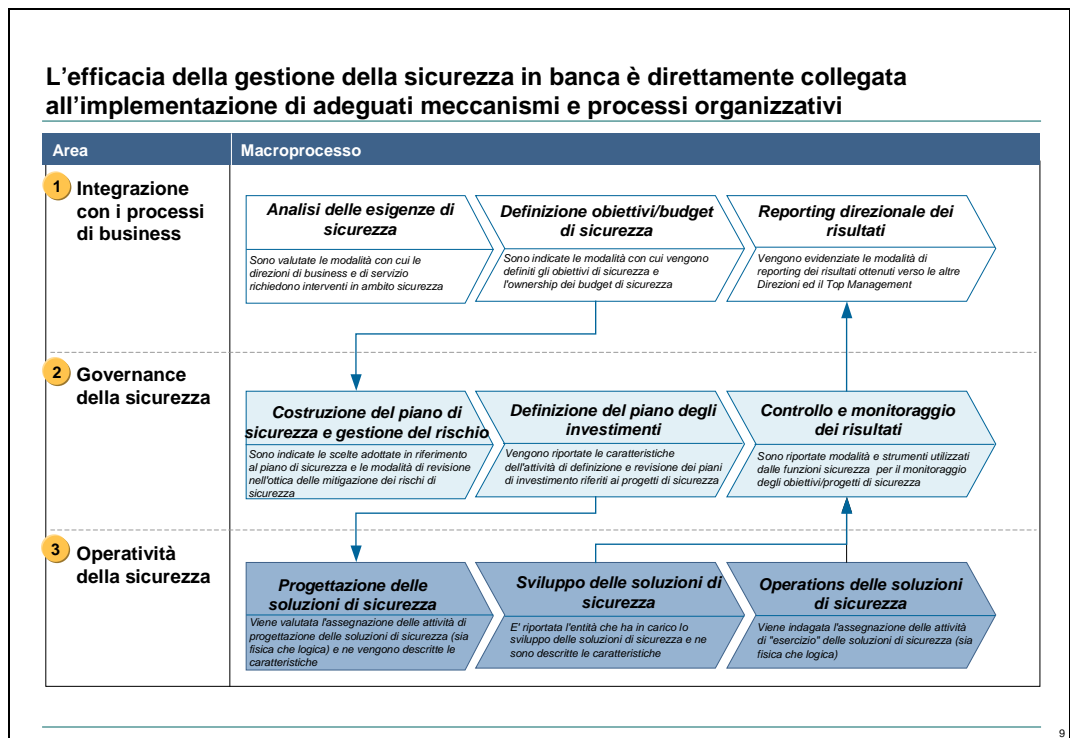 L'efficacia della gestione della sicurezza in banca è direttamente collegata
all'implementazione di adeguati meccanismi e processi organizzativi
Area
Macroprocesso
1
Integrazione
con i processi
di business
Analisi delle esigenze di
sicurezza
Sono valutate le modalità con cui le
direzioni di business e di servizio
richiedono interventi in ambito sicurezza
Definizione obiettivi/budget
di sicurezza
Sono indicate le modalità con cui vengono
definiti gli obiettivi di sicurezza e
l'ownership dei budget di sicurezza
Reporting direzionale dei
risultati
Vengono evidenziate le modalità di
reporting dei risultati ottenuti verso le altre
Direzioni ed il Top Management
2
Governance
della sicurezza
Costruzione del piano di
sicurezza e gestione del rischio
Sono indicate le scelte adottate in riferimento
al piano di sicurezza e le modalità di revisione
nell'ottica delle mitigazione dei rischi di
sicurezza
Definizione del piano degli
investimenti
Vengono riportate le caratteristiche
dell'attività di definizione e revisione dei piani
di investimento riferiti ai progetti di sicurezza
Controllo e monitoraggio
dei risultati
Sono riportate modalità e strumenti utilizzati
dalle funzioni sicurezza per il monitoraggio
degli obiettivi/progetti di sicurezza
3
Operatività
della sicurezza
Progettazione delle
soluzioni di sicurezza
Viene valutata l'assegnazione delle attività di
progettazione delle soluzioni di sicurezza (sia
fisica che logica) e ne vengono descritte le
caratteristiche
Sviluppo delle soluzioni di
sicurezza
E' riportata l'entità che ha in carico lo
sviluppo delle soluzioni di sicurezza e ne
sono descritte le caratteristiche
Operations delle soluzioni
di sicurezza
Viene indagata l'assegnazione delle attività
di "esercizio" delle soluzioni di sicurezza (sia
fisica che logica)
9